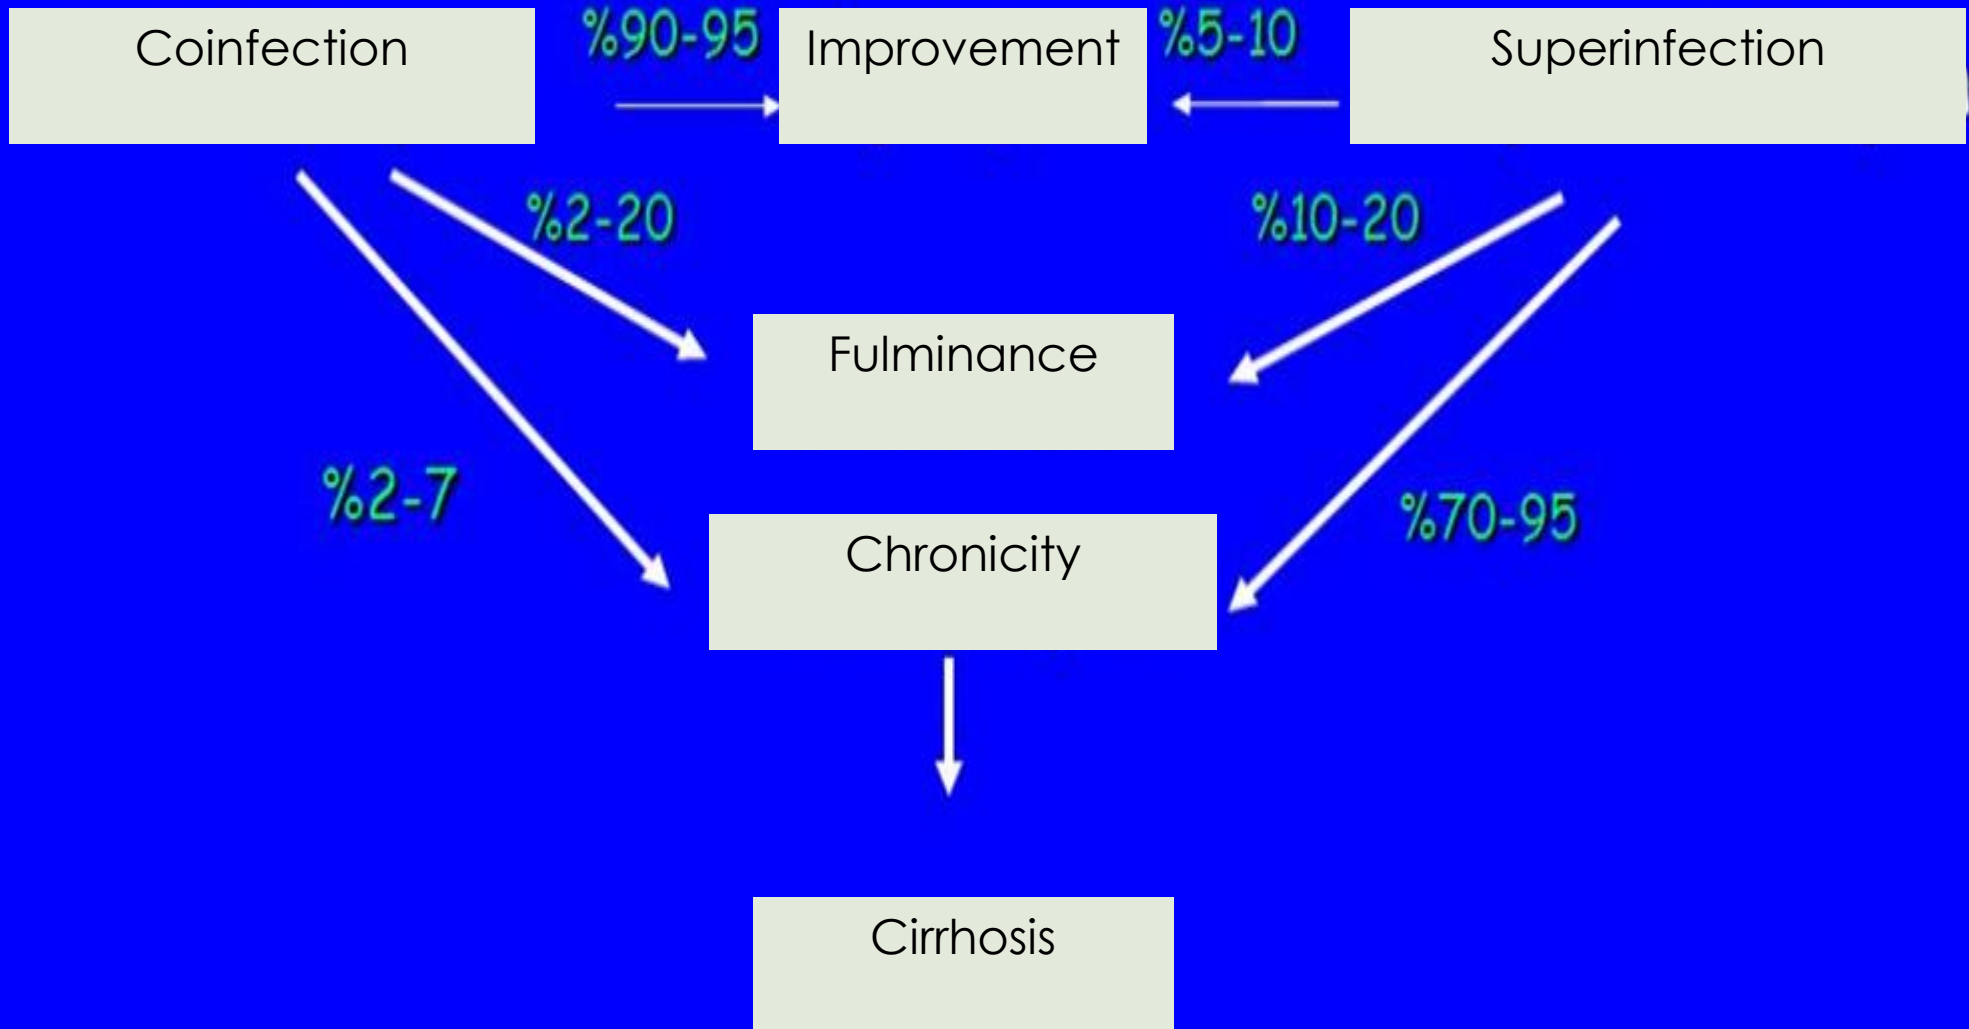 Coinfection
%90-95
Improvement
%5-10
Superinfection
%2-20
%10-20
Fulminance
%2-7
%70-95
Chronicity
Cirrhosis